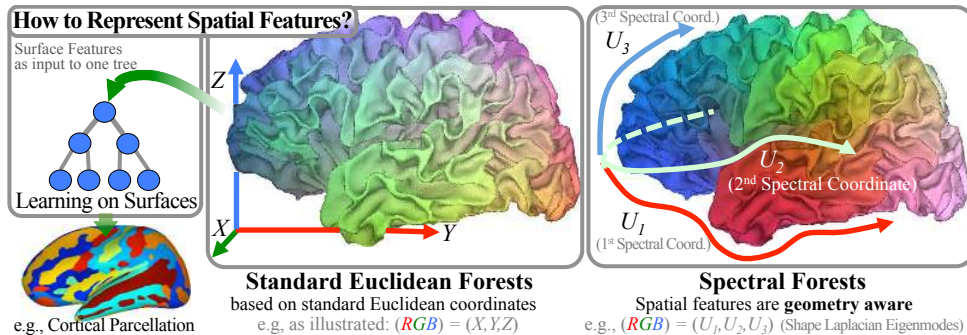 How to Represent Spatial Features?
Surface Features
as input to one tree
Learning on Surfaces
e.g., Cortical Parcellation
Z
X
Y
Standard Euclidean Forests
based on standard Euclidean coordinates
e.g, as illustrated: (RGB) = (X,Y,Z)
(3rd Spectral Coord.)
U3
U2
(2nd Spectral Coordinate)
U1
(1st Spectral Coord.)
Spectral Forests
Spatial features are geometry aware
e.g., (RGB) = (U1,U2,U3) (Shape Laplacian Eigenmodes)